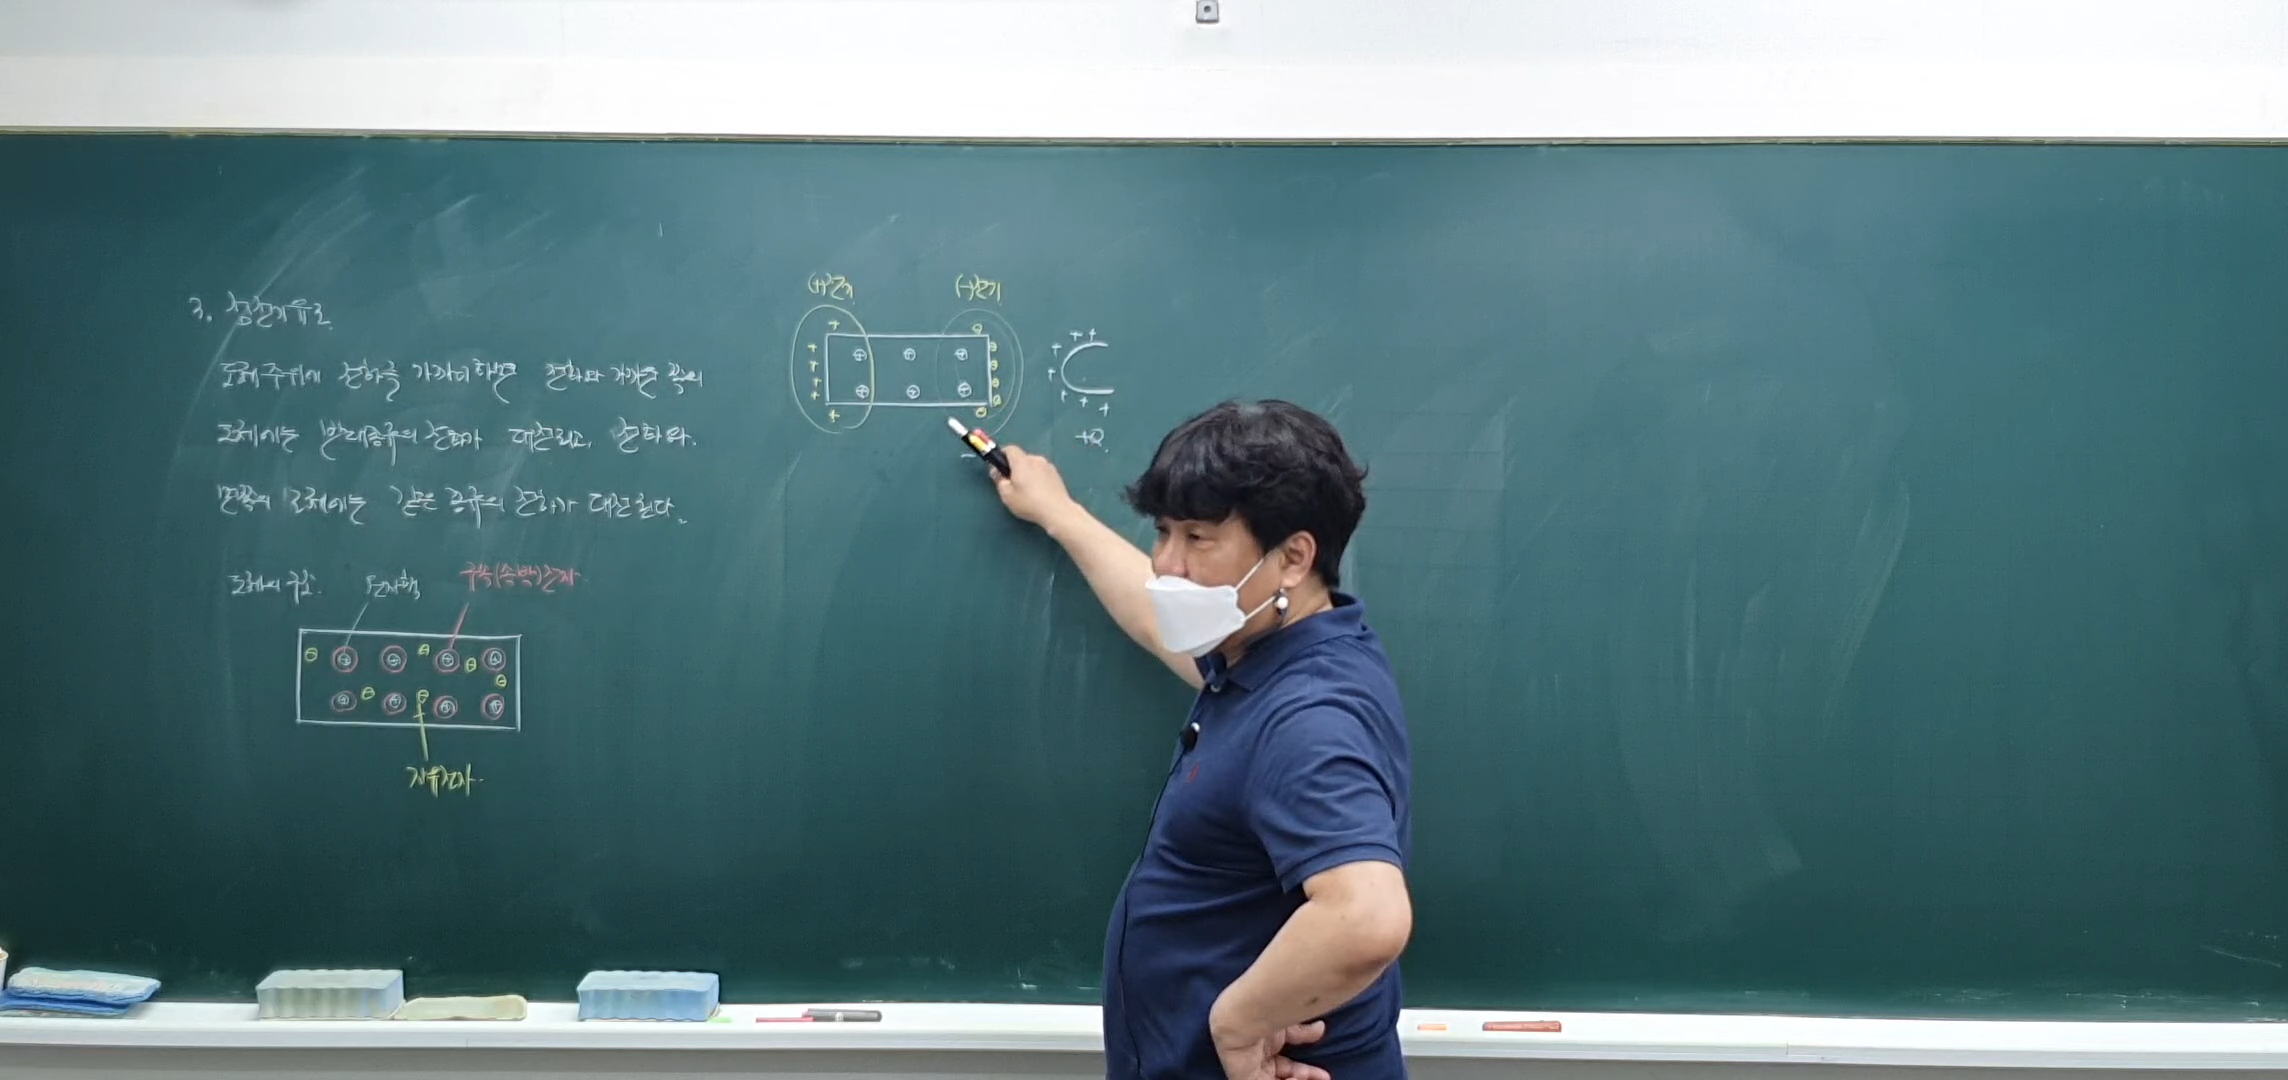 3. 정전기유도
도체주위에 전하를 가까이하면 전하와 가까운 쪽의
도체에는 반대종류의 전하가 대전되고, 전하와
먼쪽의 도체에는 같은 종류의 전하가 대전된다.
도체의 구조. 원자핵 구속(속박)전자.
자유전자.
(+)전기 (-)전기
+Q.